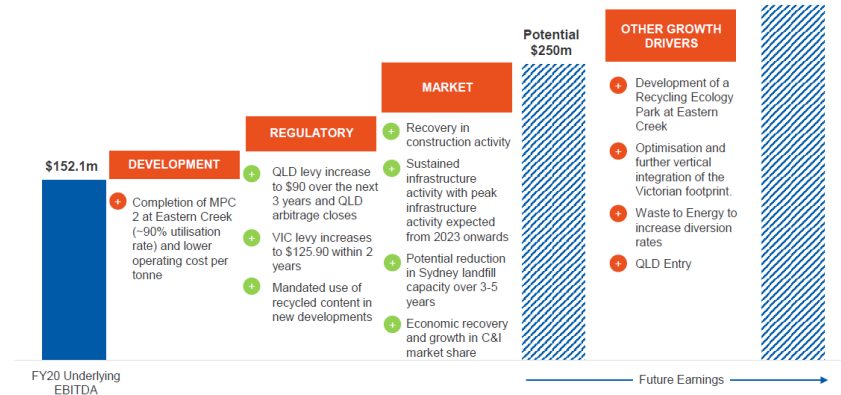 $152.1m
FY20 Underlying
EBITDA
DEVELOPMENT
+ Completion of MPC
2 at Eastern Creek
(~90% utilisation
rate) and lower
operating cost per
tonne
REGULATORY
+ QLD levy increase
to $90 over the next
3 years and QLD
arbitrage closes
+ VIC levy increases
to $125.90 within 2
years
+ Mandated use of
recycled content in
new developments
MARKET
+ Recovery in
construction activity
+ Sustained
infrastructure
activity with peak
infrastructure
activity expected
from 2023 onwards
+ Potential reduction
in Sydney landfill
capacity over 3-5
years
+ Economic recovery
and growth in C&I
market share
Potential
$250m
OTHER GROWTH
DRIVERS
+ Development of a
Recycling Ecology
Park at Eastern
Creek
+ Optimisation and
further vertical
integration of the
Victorian footprint.
+ Waste to Energy to
increase diversion
rates
+ QLD Entry
Future Earnings